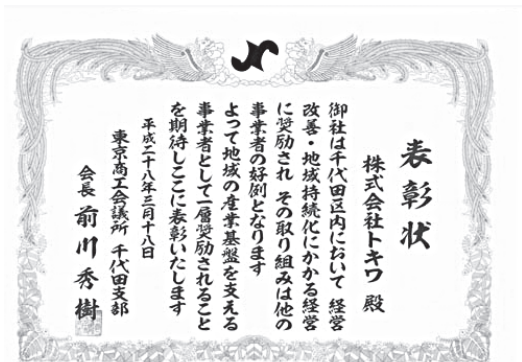 表彰状
株式会社トキワ 殿
御社は千代田区内において 経営
改善・地域持続化にかかる経営
に奨励され その取り組みは他の
事業者の好例となります
よって地域の産業基盤を支える
事業者として一層奨励されること
を期待しここに表彰いたします
平成二十八年三月十八日
東京商工会議所 千代田支部
会長 前川秀樹